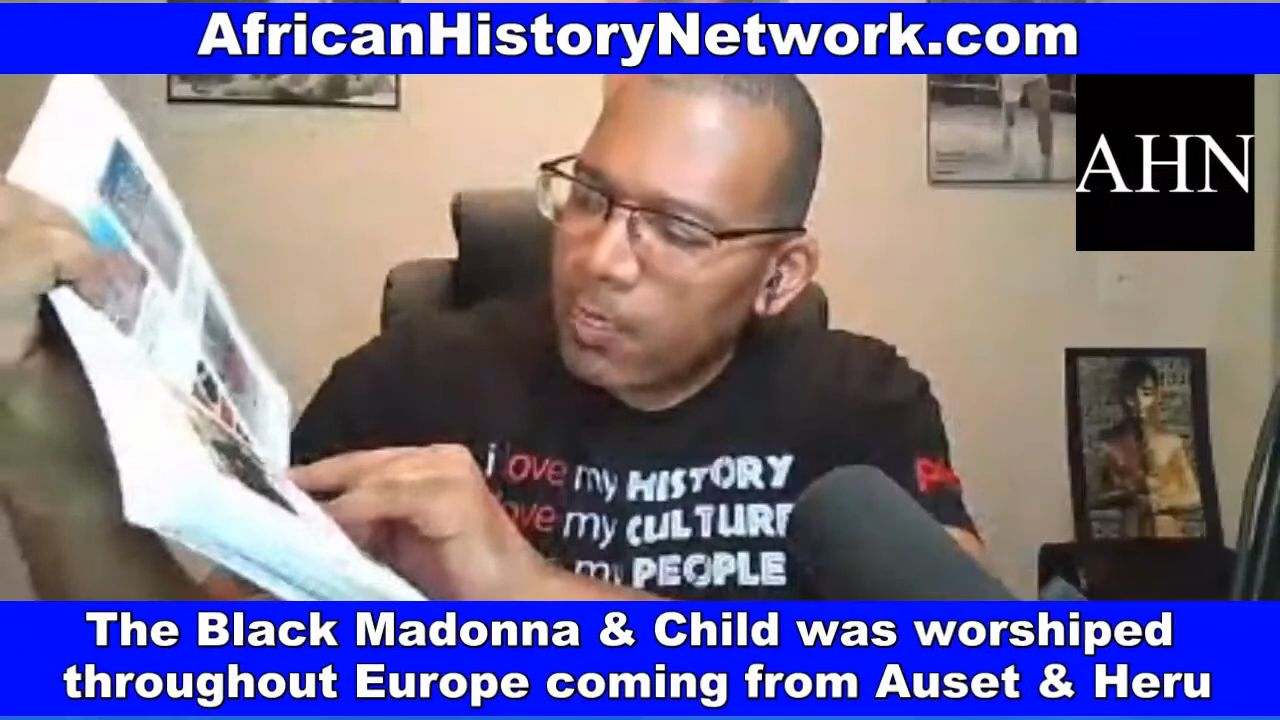 AfricanHistoryNetwork.com
AHN
i love my HISTORY
love my CULTURE
my PEOPLE
The Black Madonna & Child was worshiped
throughout Europe coming from Auset & Heru